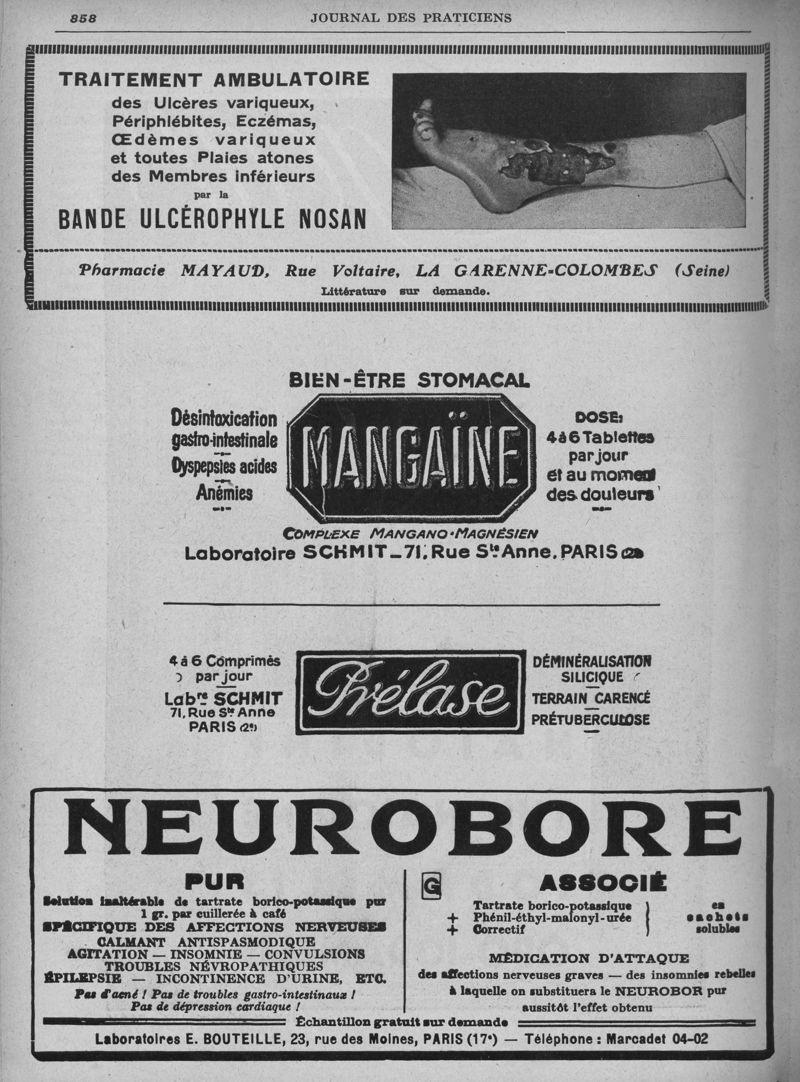 858
JOURNAL DES PRATICIENS
TRAITEMENT AMBULATOIRE
des Ulcères variqueux,
Périphlébites, Eczémas,
Œdèmes variqueux
et toutes Plaies atones
des Membres inférieurs
par la
BANDE ULCÉROPHYLE NOSAN
Pharmacie MAYAUD, Rue Voltaire, LA GARENNE-COLOMBES (Seine)
Littérature sur demande.
BIEN-ÊTRE STOMACAL
Désintoxication
gastro-intestinale
Dyspepsies acides
Anémies
MANGAÏNE
DOSE:
4 à 6 Tablettes
par jour
et au moment
des douleurs
COMPLEXE MANGANO-MAGNÉSIEN
Laboratoire SCHMIT_71, Rue Ste Anne, PARIS
4 à 6 Comprimés
par jour
Labre SCHMIT
71, Rue Ste Anne
PARIS (2e)
Prélase
DÉMINÉRALISATION
SILICIQUE
TERRAIN CARENCÉ
PRÉTUBERCULOSE
NEUROBORE
PUR
Solution inaltérable de tartrate borico-potassique pur
1 gr. par cuillerée à café
SPÉCIFIQUE DES AFFECTIONS NERVEUSES
CALMANT ANTISPASMODIQUE
AGITATION — INSOMNIE — CONVULSIONS
TROUBLES NÉVROPATHIQUES
ÉPILEPSIE — INCONTINENCE D'URINE, ETC.
Pas d'acné ! Pas de troubles gastro-intestinaux !
Pas de dépression cardiaque !
G
ASSOCIÉ
Tartrate borico-potassique
+ Phénil-éthyl-malonyl-urée
+ Correctif
en
sachets
solubles
MÉDICATION D'ATTAQUE
des affections nerveuses graves — des insomnies rebelles
à laquelle on substituera le NEUROBOR pur
aussitôt l'effet obtenu
Échantillon gratuit sur demande
Laboratoires E. BOUTEILLE, 23, rue des Moines, PARIS (17e) — Téléphone : Marcadet 04-02